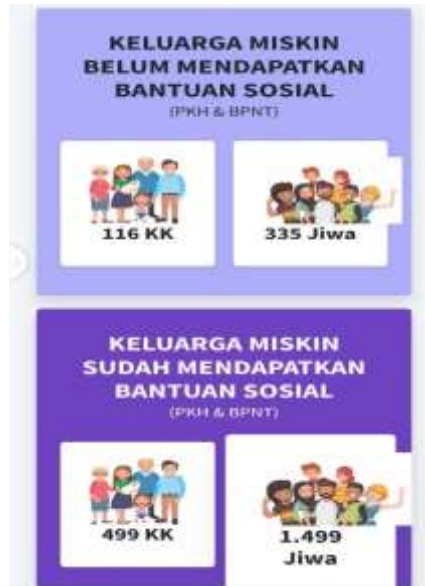 KELUARGA MISKIN
BELUM MENDAPATKAN
BANTUAN SOSIAL
(PKH & BPNT)
116 KK
335 Jiwa
KELUARGA MISKIN
SUDAH MENDAPATKAN
BANTUAN SOSIAL
(PKH & BPNT)
499 KK
1.499
Jiwa